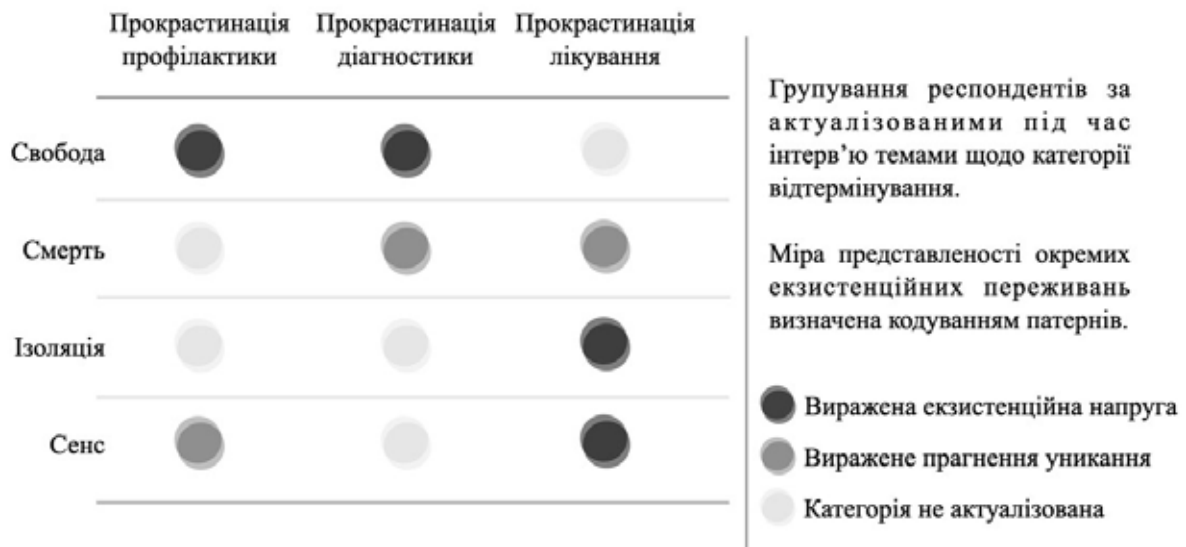 Прокрастинація профілактики
Прокрастинація діагностики
Прокрастинація лікування
Свобода
Смерть
Ізоляція
Сенс
Групування респондентів за
актуалізованими під час
інтерв’ю темами щодо категорії
відтермінування.
Міра представленості окремих
екзистенційних переживань
визначена кодуванням патернів.
Виражена екзистенційна напруга
Виражене прагнення уникання
Категорія не актуалізована